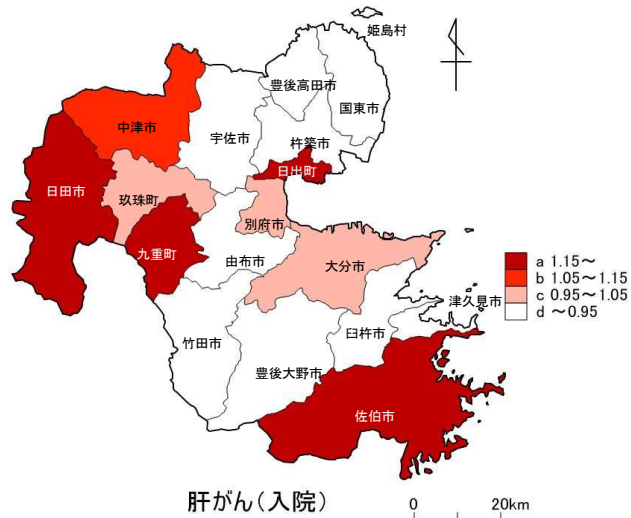 姫島村
豊後高田市
国東市
中津市
宇佐市
杵築市
日出町
日田市
玖珠町
別府市
九重町
由布市
大分市
a 1.15～
b 1.05～1.15
c 0.95～1.05
d ～0.95
津久見市
臼杵市
竹田市
豊後大野市
佐伯市
肝がん(入院)
0 20km